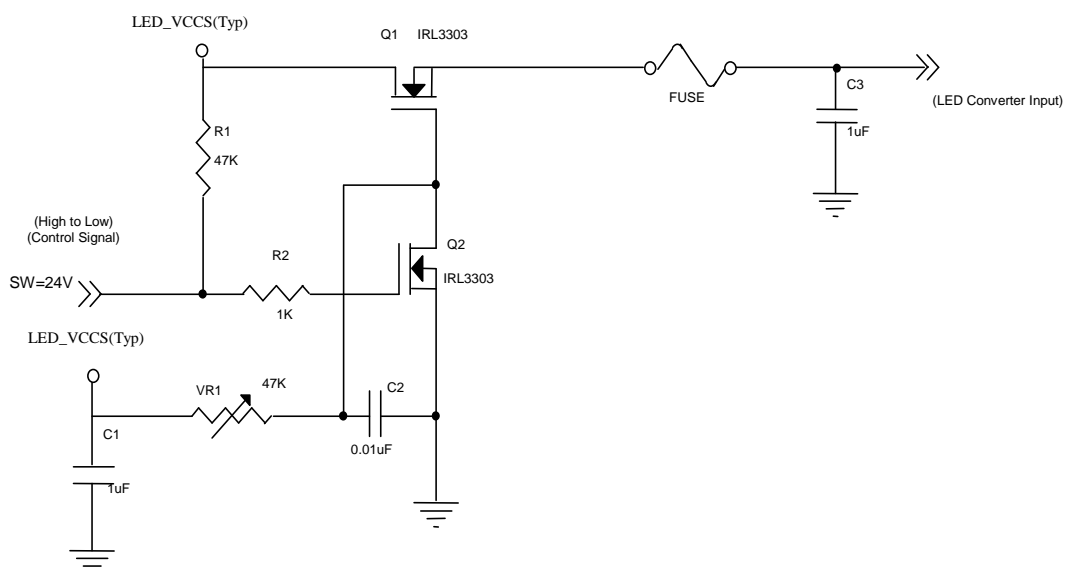 LED_VCCS(Typ)
Q1 IRL3303
FUSE
C3
(LED Converter Input)
1uF
R1
47K
(High to Low)
(Control Signal)
SW=24V
R2
1K
Q2
IRL3303
LED_VCCS(Typ)
VR1
47K
C2
0.01uF
C1
1uF